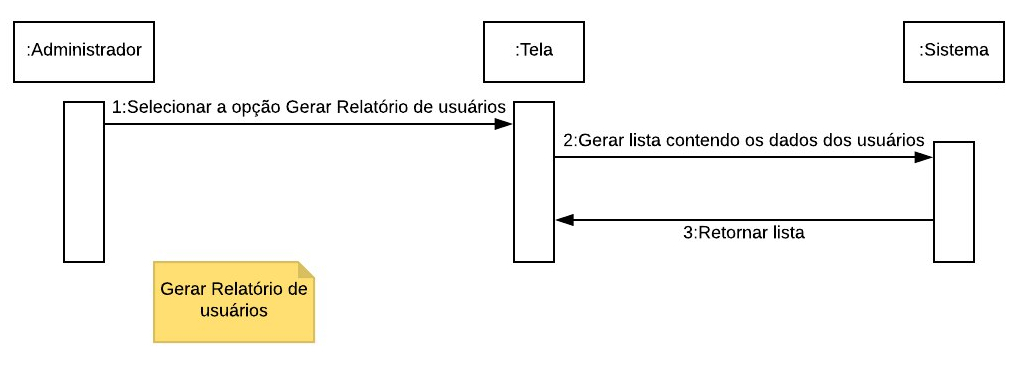 :Administrador
:Tela
:Sistema
1:Selecionar a opção Gerar Relatório de usuários
2:Gerar lista contendo os dados dos usuários
3:Retornar lista
Gerar Relatório de
usuários